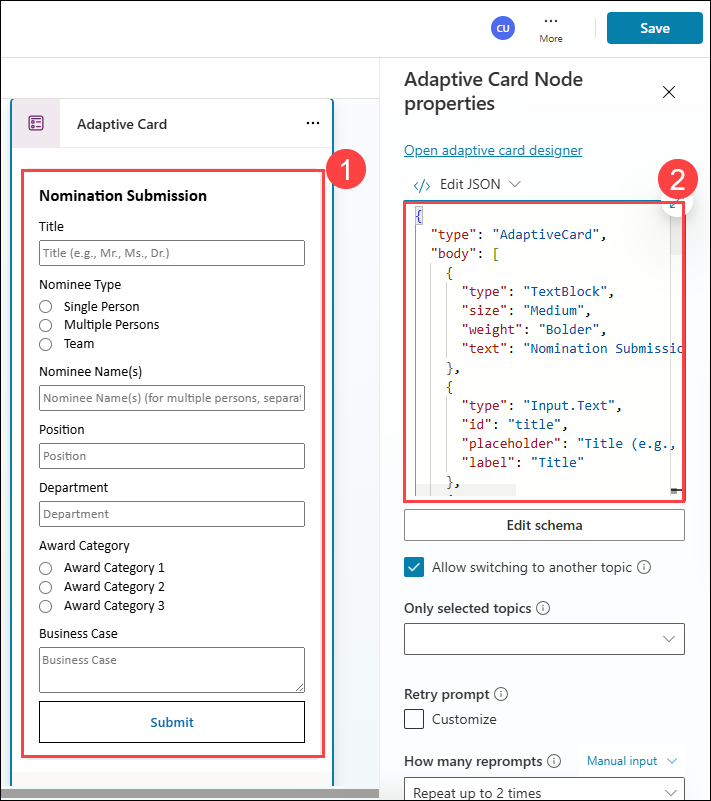 CU
...
More
Save
Adaptive Card
...
1
Nomination Submission
Title
Title (e.g., Mr., Ms., Dr.)
Nominee Type
Single Person
Multiple Persons
Team
Nominee Name(s)
Nominee Name(s) (for multiple persons, separat
Position
Position
Department
Department
Award Category
Award Category 1
Award Category 2
Award Category 3
Business Case
Business Case
Submit
Adaptive Card Node
properties
Open adaptive card designer
</> Edit JSON
2
{
"type": "AdaptiveCard",
"body": [
{
"type": "TextBlock",
"size": "Medium",
"weight": "Bolder",
"text": "Nomination Submissio
},
{
"type": "Input.Text",
"id": "title",
"placeholder": "Title (e.g.,
"label": "Title"
},
Edit schema
Allow switching to another topic
Only selected topics
Retry prompt
Customize
How many reprompts Manual input
Repeat up to 2 times